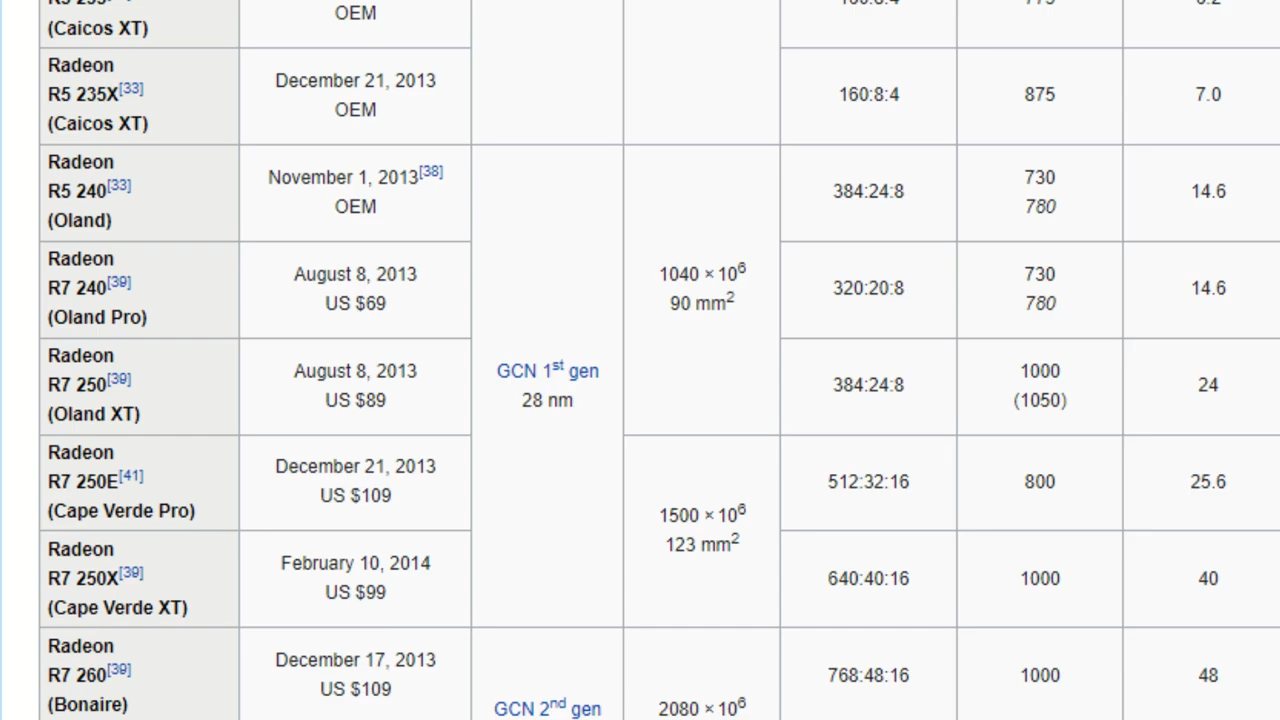 OEM
(Caicos XT)
Radeon
R5 235X[33]
(Caicos XT)
December 21, 2013
OEM
160:8:4
875
7.0
Radeon
R5 240[33]
(Oland)
November 1, 2013[38]
OEM
384:24:8
730
780
14.6
Radeon
R7 240[39]
(Oland Pro)
August 8, 2013
US $69
1040 × 10⁶
90 mm²
320:20:8
730
780
14.6
Radeon
R7 250[39]
(Oland XT)
August 8, 2013
US $89
GCN 1st gen
28 nm
384:24:8
1000
(1050)
24
Radeon
R7 250E[41]
(Cape Verde Pro)
December 21, 2013
US $109
1500 × 10⁶
123 mm²
512:32:16
800
25.6
Radeon
R7 250X[39]
(Cape Verde XT)
February 10, 2014
US $99
640:40:16
1000
40
Radeon
R7 260[39]
(Bonaire)
December 17, 2013
US $109
GCN 2nd gen
2080 × 10⁶
768:48:16
1000
48